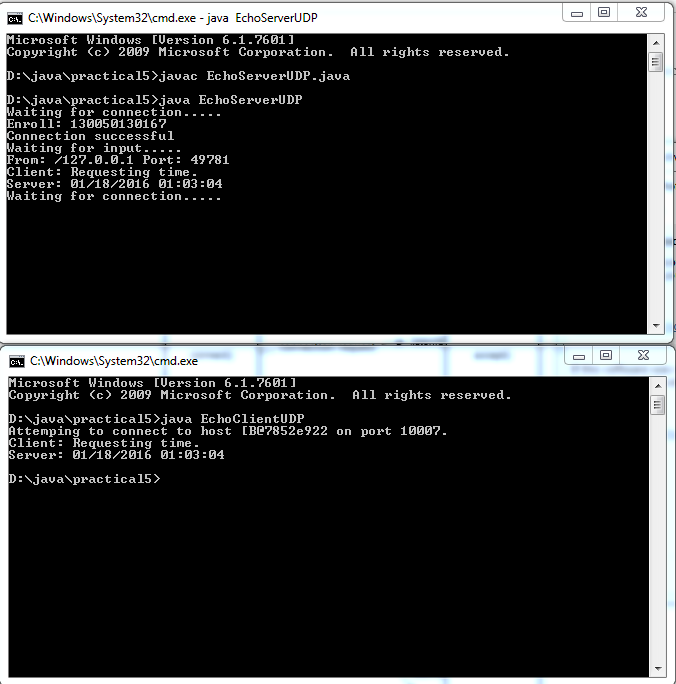 C:\Windows\System32\cmd.exe - java  EchoServerUDP
Microsoft Windows [Version 6.1.7601]
Copyright (c) 2009 Microsoft Corporation.  All rights reserved.
D:\java\practical5>javac EchoServerUDP.java
D:\java\practical5>java EchoServerUDP
Waiting for connection.....
Enroll: 130050130167
Connection successful
Waiting for input.....
From: /127.0.0.1 Port: 49781
Client: Requesting time.
Server: 01/18/2016 01:03:04
Waiting for connection.....
C:\Windows\System32\cmd.exe
Microsoft Windows [Version 6.1.7601]
Copyright (c) 2009 Microsoft Corporation.  All rights reserved.
D:\java\practical5>java EchoClientUDP
Attemping to connect to host [B@7852e922 on port 10007.
Client: Requesting time.
Server: 01/18/2016 01:03:04
D:\java\practical5>